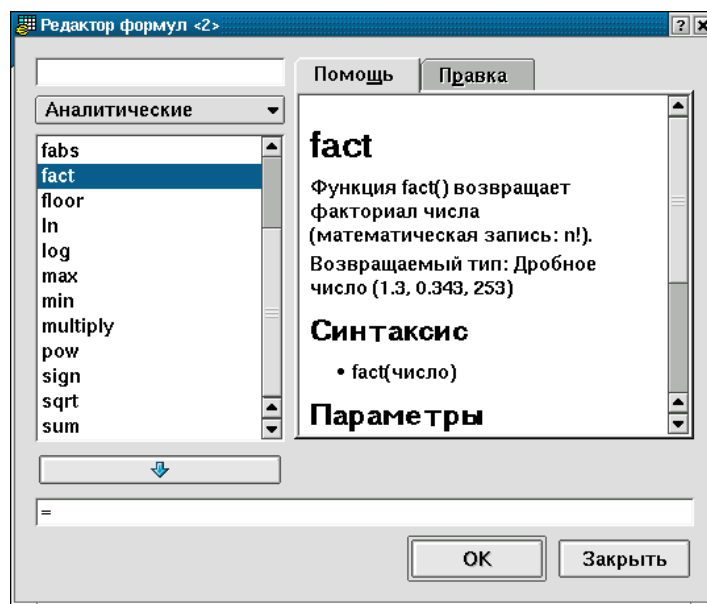 Редактор формул <2>
Помощь
Правка
Аналитические
fabs
fact
floor
ln
log
max
min
multiply
pow
sign
sqrt
sum
fact
Функция fact() возвращает
факториал числа
(математическая запись: n!).
Возвращаемый тип: Дробное
число (1.3, 0.343, 253)
Синтаксис
• fact(число)
Параметры
=
OK
Закрыть